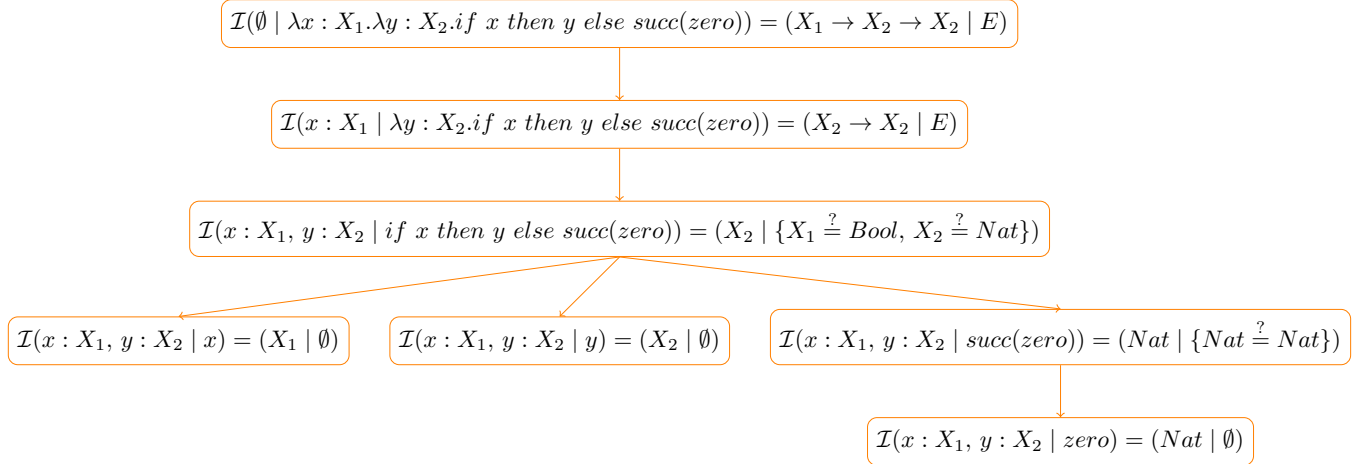 𝓘(∅ | λx : X₁.λy : X₂.if x then y else succ(zero)) = (X₁ → X₂ → X₂ | E)
𝓘(x : X₁ | λy : X₂.if x then y else succ(zero)) = (X₂ → X₂ | E)
𝓘(x : X₁, y : X₂ | if x then y else succ(zero)) = (X₂ | {X₁ ≟ Bool, X₂ ≟ Nat})
𝓘(x : X₁, y : X₂ | x) = (X₁ | ∅)
𝓘(x : X₁, y : X₂ | y) = (X₂ | ∅)
𝓘(x : X₁, y : X₂ | succ(zero)) = (Nat | {Nat ≟ Nat})
𝓘(x : X₁, y : X₂ | zero) = (Nat | ∅)